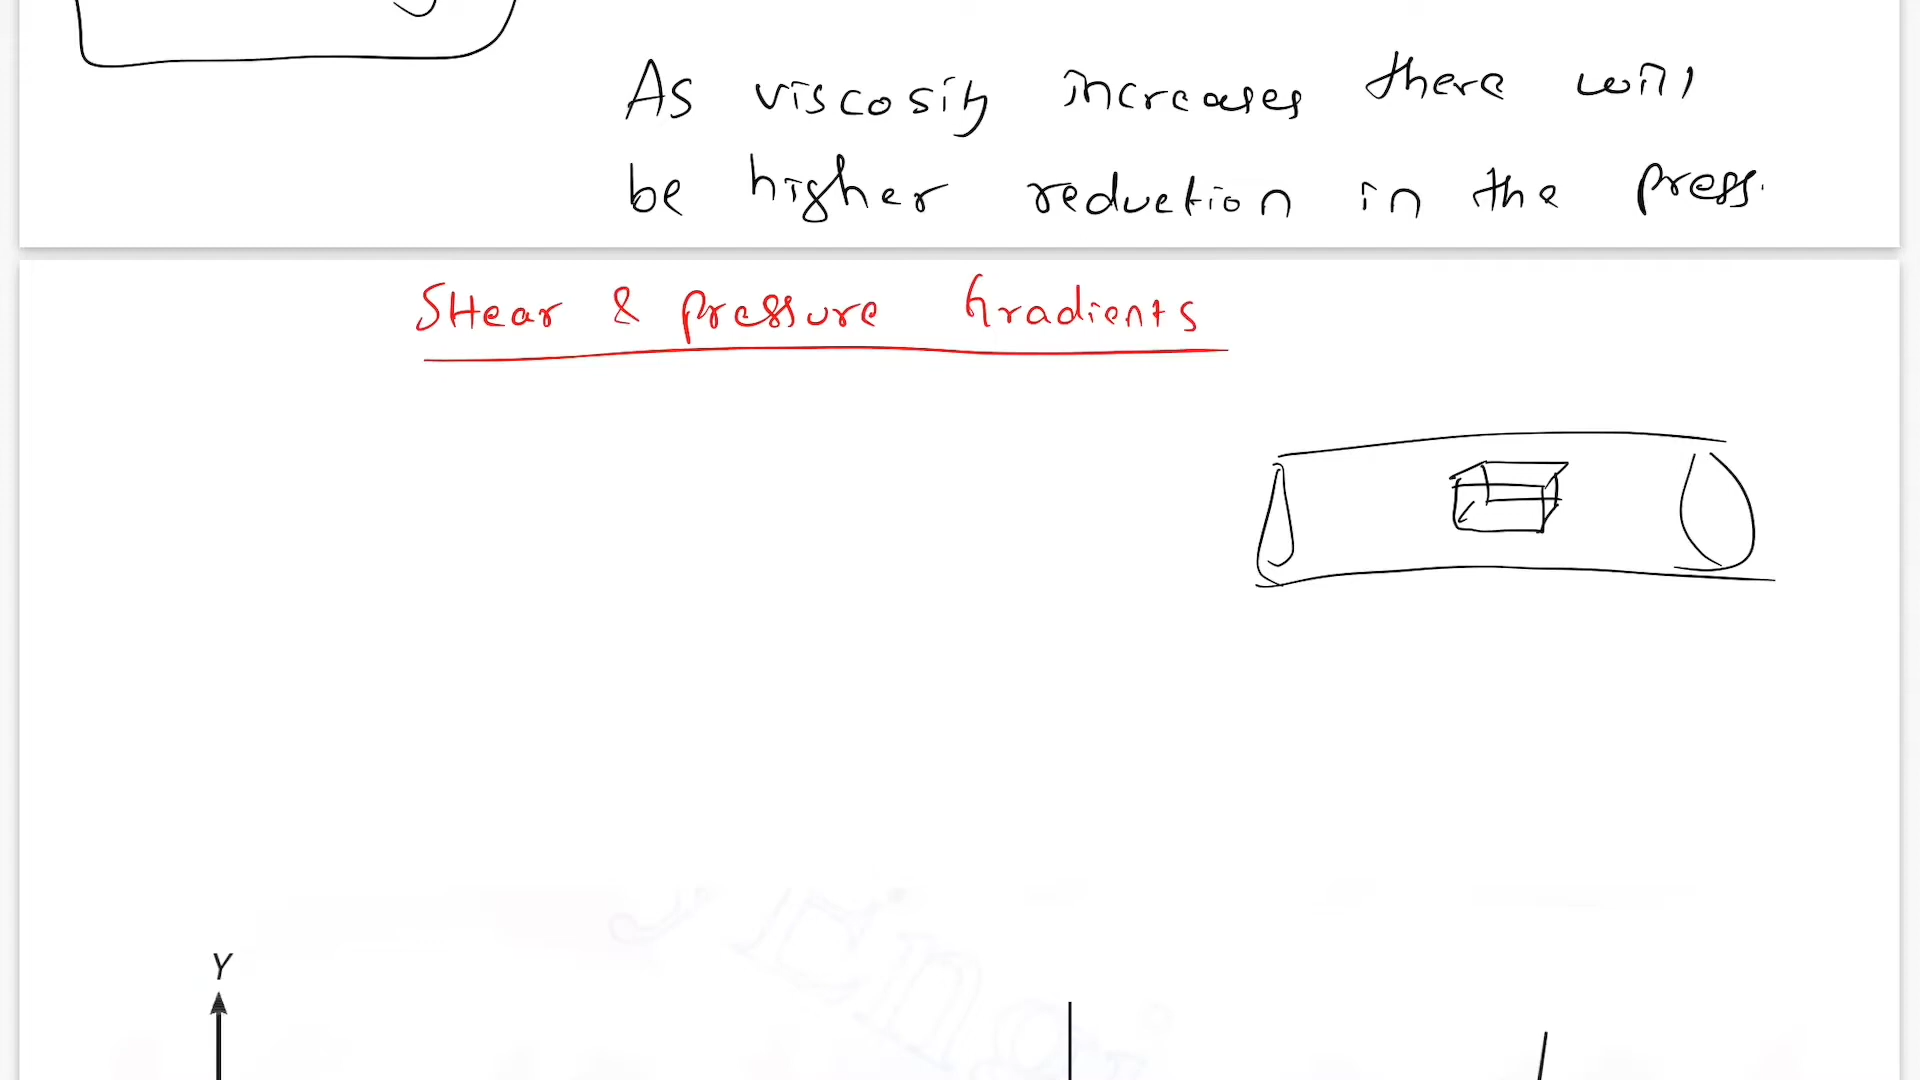 As viscosity increases there will
be higher reduction in the press.
SHear & pressure Gradients
Y